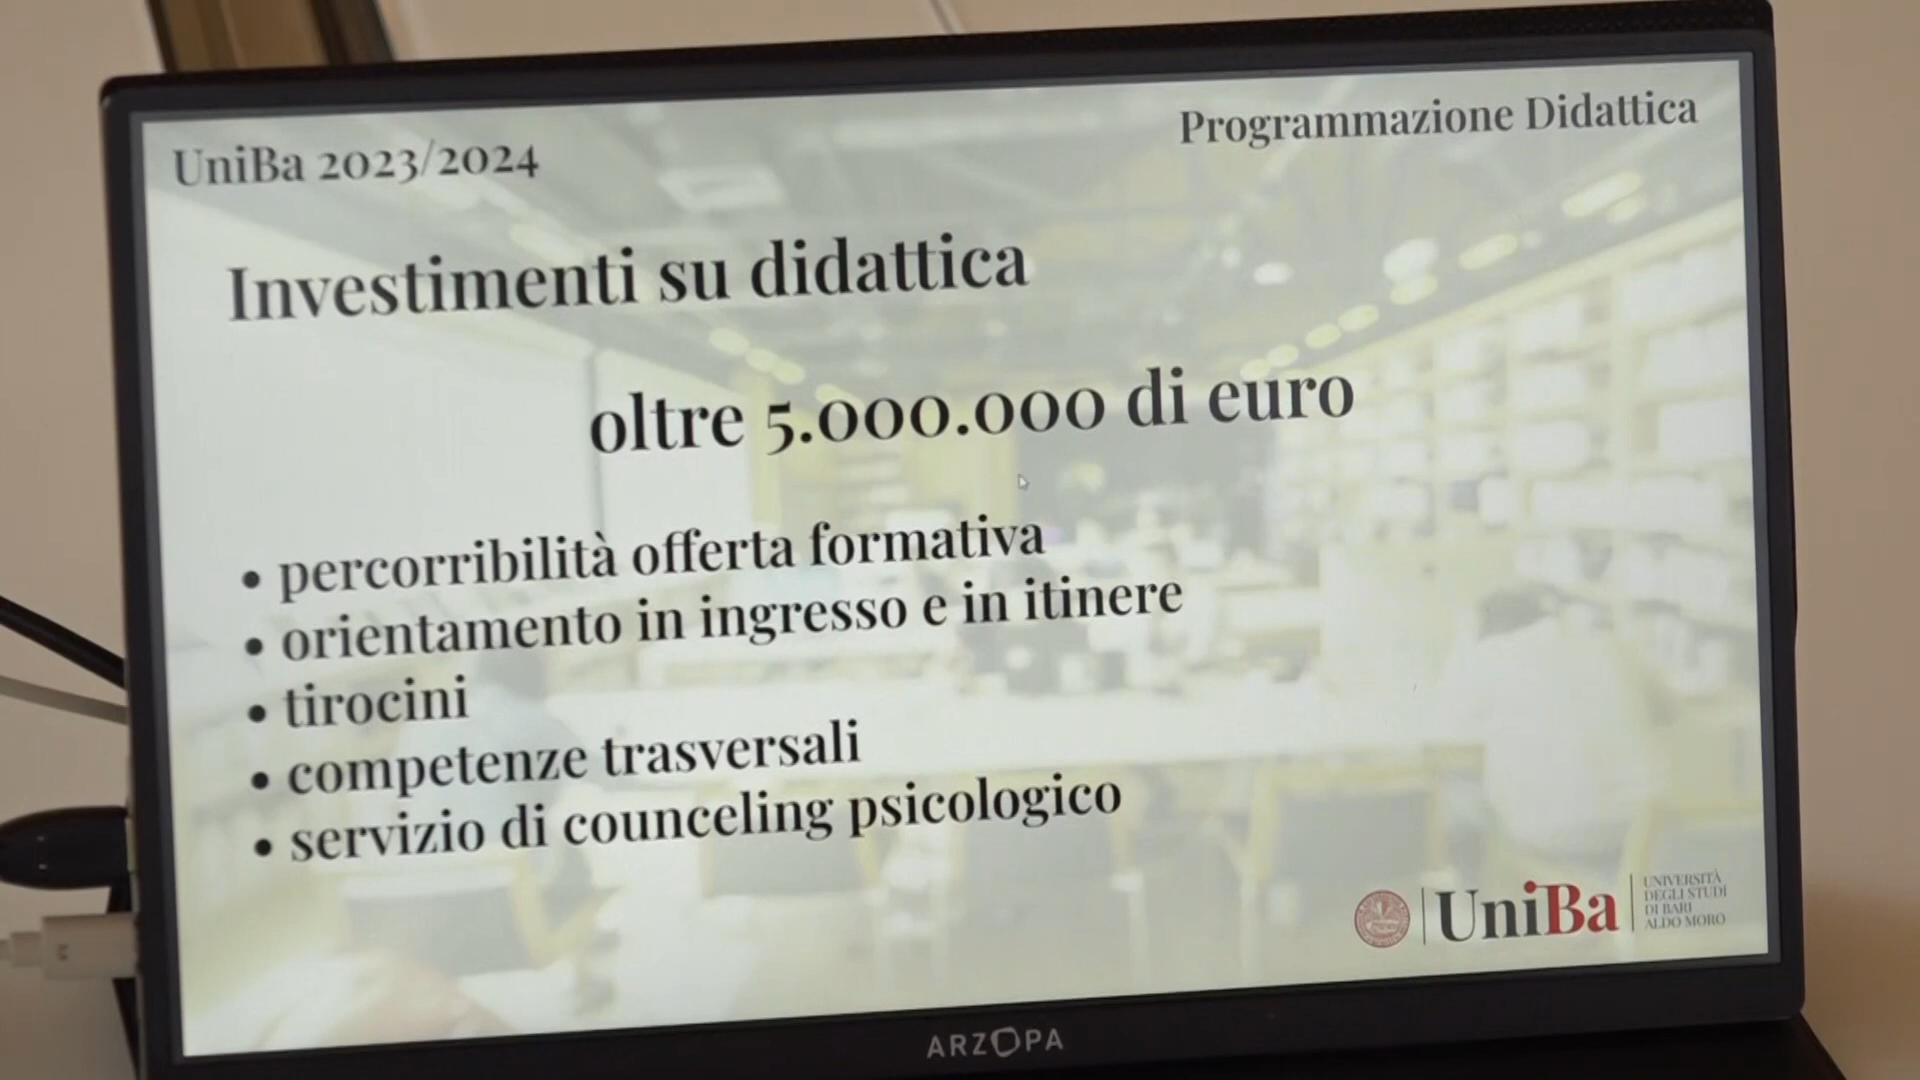 UniBa 2023/2024
Programmazione Didattica
Investimenti su didattica
oltre 5.000.000 di euro
• percorribilità offerta formativa
• orientamento in ingresso e in itinere
• tirocini
• competenze trasversali
• servizio di counceling psicologico
UniBa
UNIVERSITÀ
DEGLI STUDI
DI BARI
ALDO MORO
ARZOPA